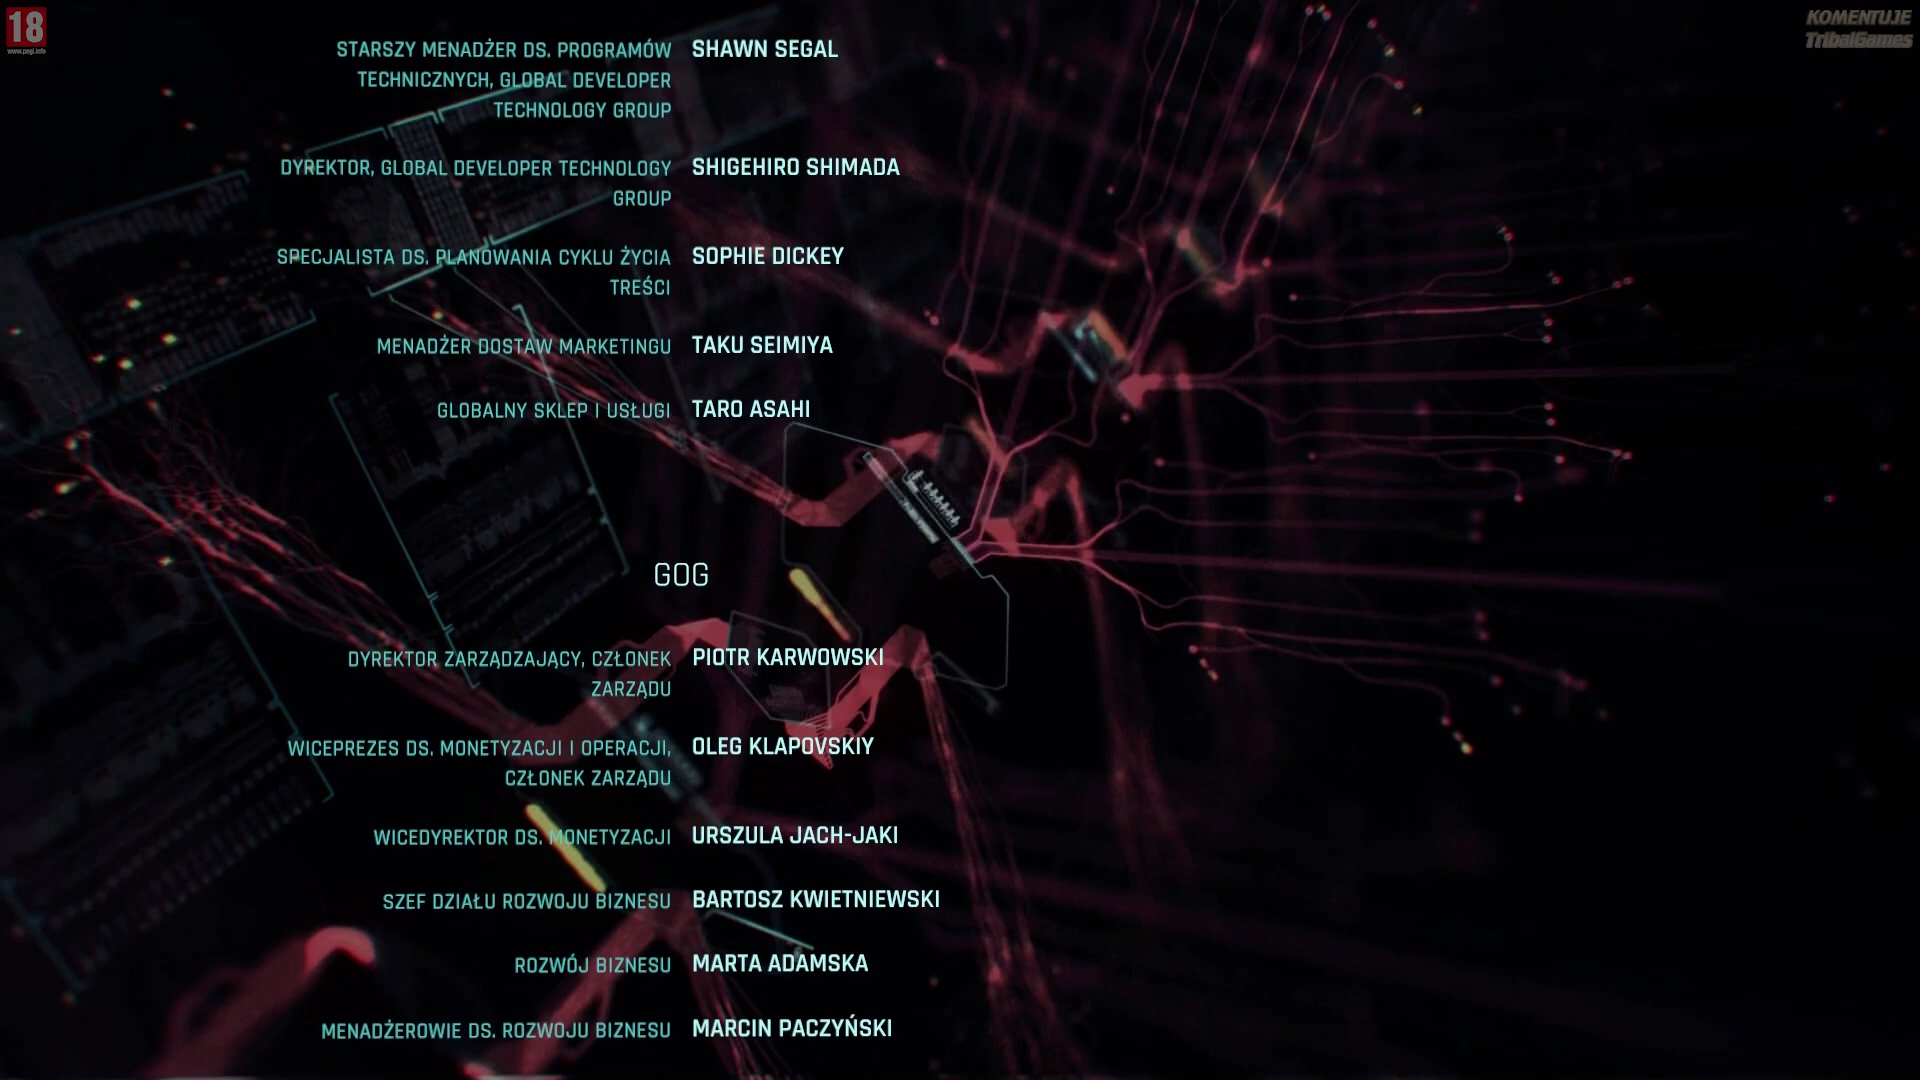 18
www.pegi.info
KOMENTUJE
TribalGames
STARSZY MENADŻER DS. PROGRAMÓW SHAWN SEGAL
TECHNICZNYCH, GLOBAL DEVELOPER
TECHNOLOGY GROUP
DYREKTOR, GLOBAL DEVELOPER TECHNOLOGY SHIGEHIRO SHIMADA
GROUP
SPECJALISTA DS. PLANOWANIA CYKLU ŻYCIA SOPHIE DICKEY
TREŚCI
MENADŻER DOSTAW MARKETINGU TAKU SEIMIYA
GLOBALNY SKLEP I USŁUGI TARO ASAHI
GOG
DYREKTOR ZARZĄDZAJĄCY, CZŁONEK PIOTR KARWOWSKI
ZARZĄDU
WICEPREZES DS. MONETYZACJI I OPERACJI, OLEG KLAPOVSKIY
CZŁONEK ZARZĄDU
WICEDYREKTOR DS. MONETYZACJI URSZULA JACH-JAKI
SZEF DZIAŁU ROZWOJU BIZNESU BARTOSZ KWIETNIEWSKI
ROZWÓJ BIZNESU MARTA ADAMSKA
MENADŻEROWIE DS. ROZWOJU BIZNESU MARCIN PACZYŃSKI